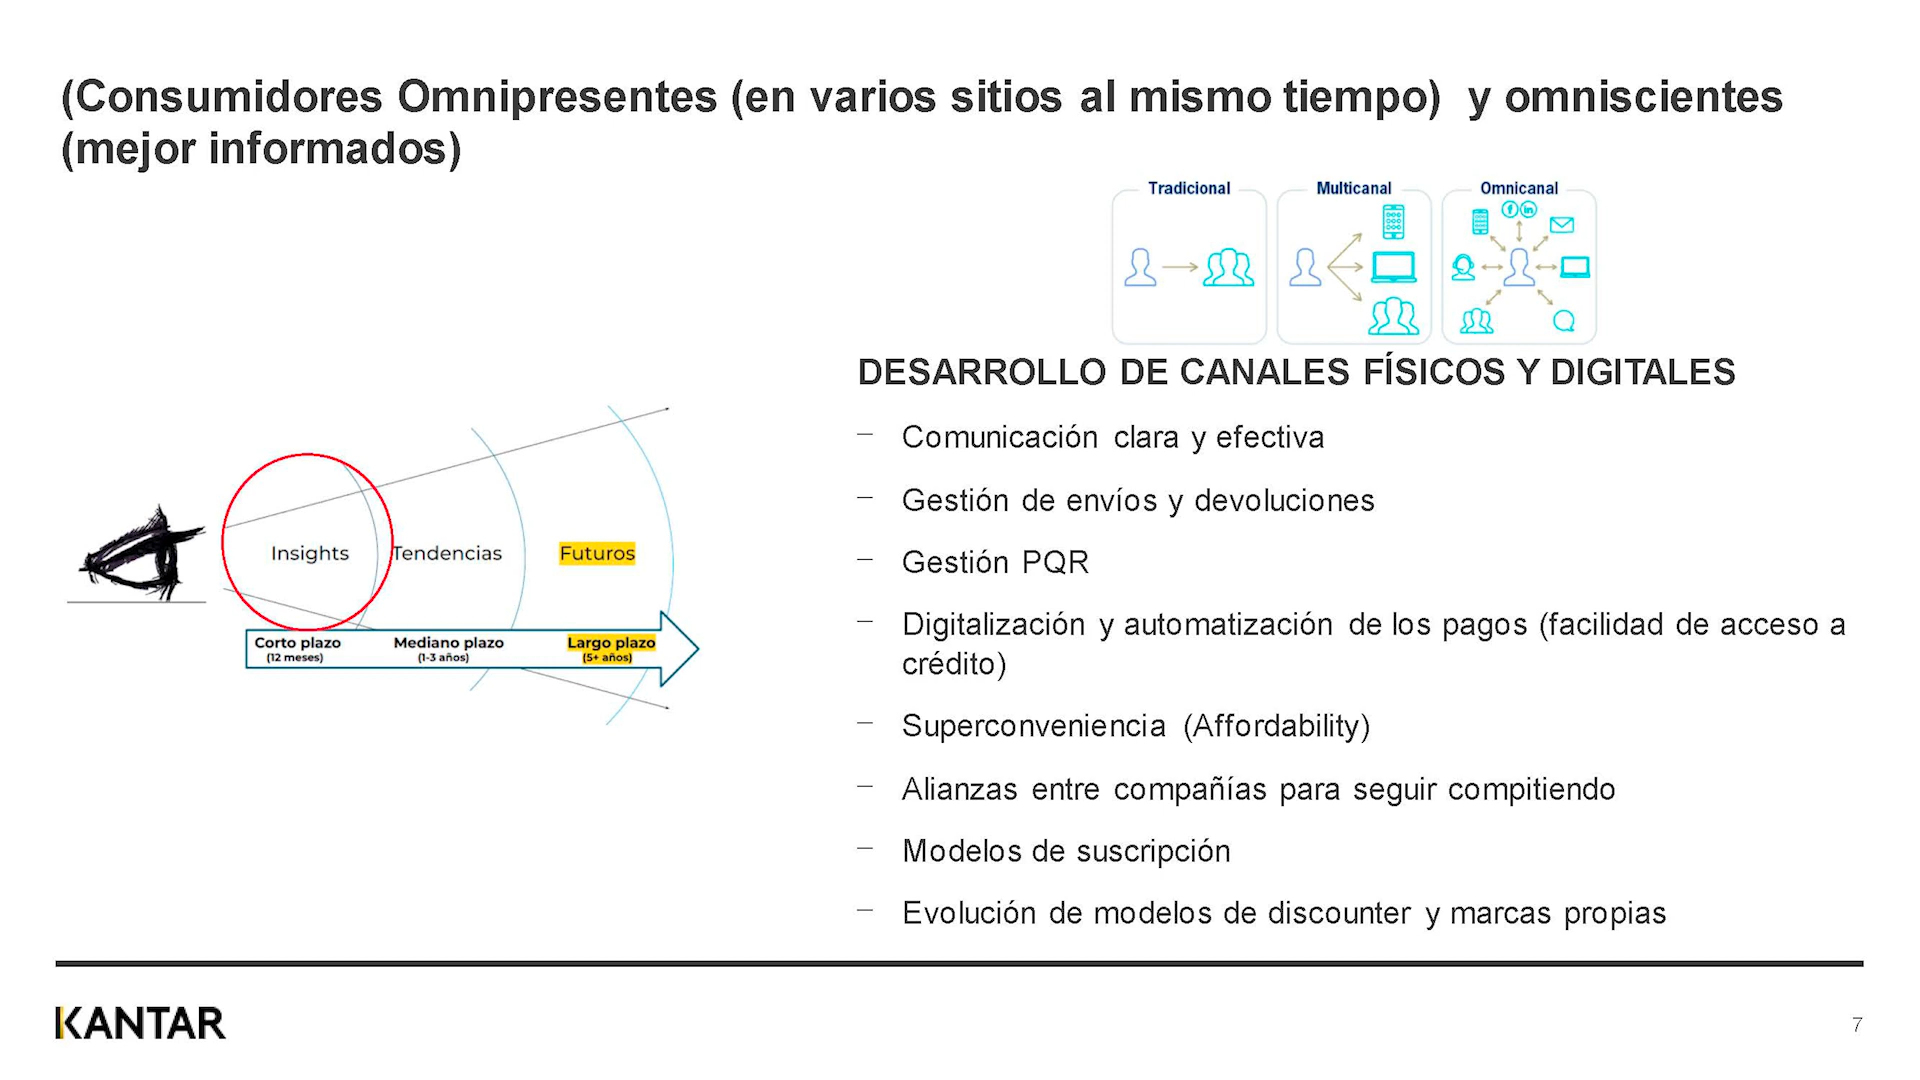 (Consumidores Omnipresentes (en varios sitios al mismo tiempo) y omniscientes
(mejor informados)
Tradicional
Multicanal
Omnicanal
f in
DESARROLLO DE CANALES FÍSICOS Y DIGITALES
– Comunicación clara y efectiva
– Gestión de envíos y devoluciones
– Gestión PQR
– Digitalización y automatización de los pagos (facilidad de acceso a
crédito)
– Superconveniencia (Affordability)
– Alianzas entre compañías para seguir compitiendo
– Modelos de suscripción
– Evolución de modelos de discounter y marcas propias
Insights
Tendencias
Futuros
Corto plazo
(12 meses)
Mediano plazo
(1-3 años)
Largo plazo
(5+ años)
KANTAR
7